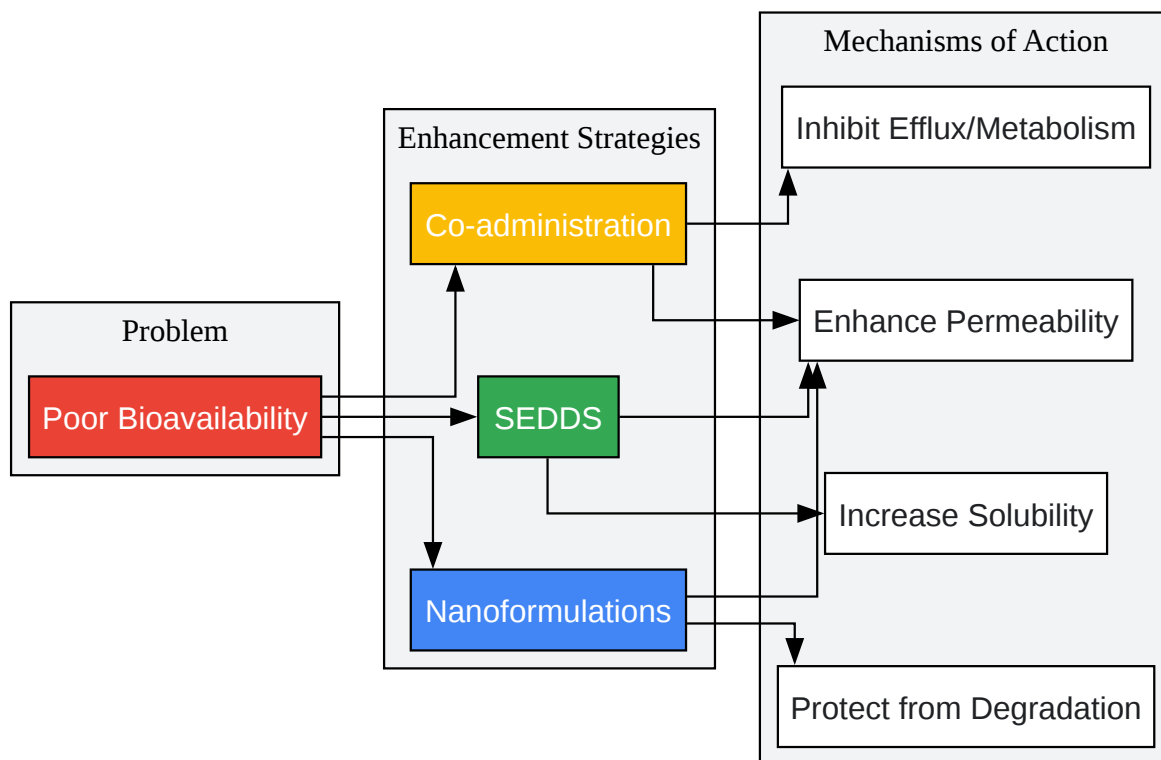 Problem
Poor Bioavailability
Enhancement Strategies
Co-administration
SEDDS
Nanoformulations
Mechanisms of Action
Inhibit Efflux/Metabolism
Enhance Permeability
Increase Solubility
Protect from Degradation